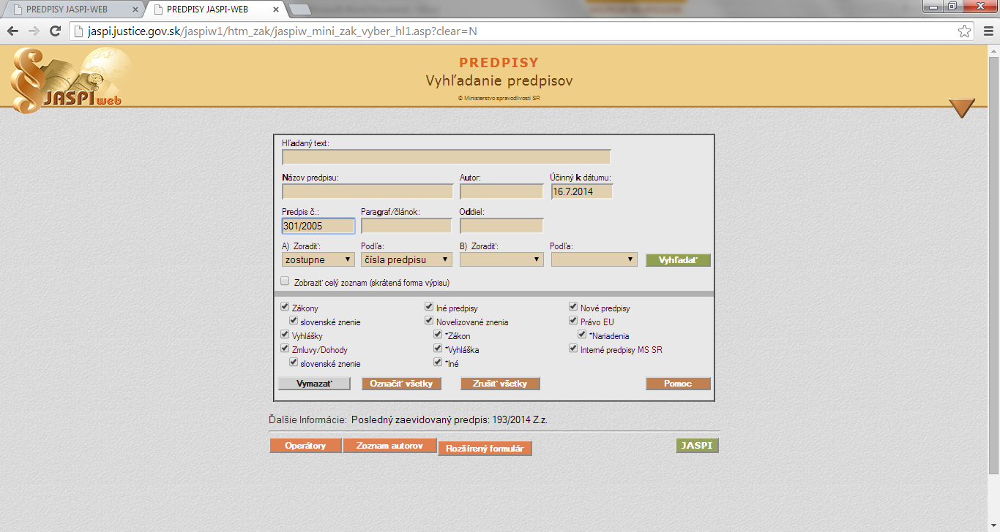 PREDPISY JASPI-WEB
PREDPISY JASPI-WEB
jaspi.justice.gov.sk/jaspiw1/htm_zak/jaspiw_mini_zak_vyber_hl1.asp?clear=N
JASPI web
PREDPISY
Vyhľadanie predpisov
© Ministerstvo spravodlivosti SR
Hľadaný text:
Názov predpisu: Autor: Účinný k dátumu:
16.7.2014
Predpis č.: Paragraf/článok: Oddiel:
301/2005
A) Zoradiť: Podľa: B) Zoradiť: Podľa:
zostupne čísla predpisu Vyhľadať
Zobraziť celý zoznam (skrátená forma výpisu)
Zákony Iné predpisy Nové predpisy
slovenské znenie Novelizované znenia Právo EU
Vyhlášky *Zákon *Nariadenia
Zmluvy/Dohody *Vyhláška Interné predpisy MS SR
slovenské znenie *Iné
Vymazať Označiť všetky Zrušiť všetky Pomoc
Ďalšie Informácie: Posledný zaevidovaný predpis: 193/2014 Z.z.
Operátory Zoznam autorov Rozšírený formulár JASPI